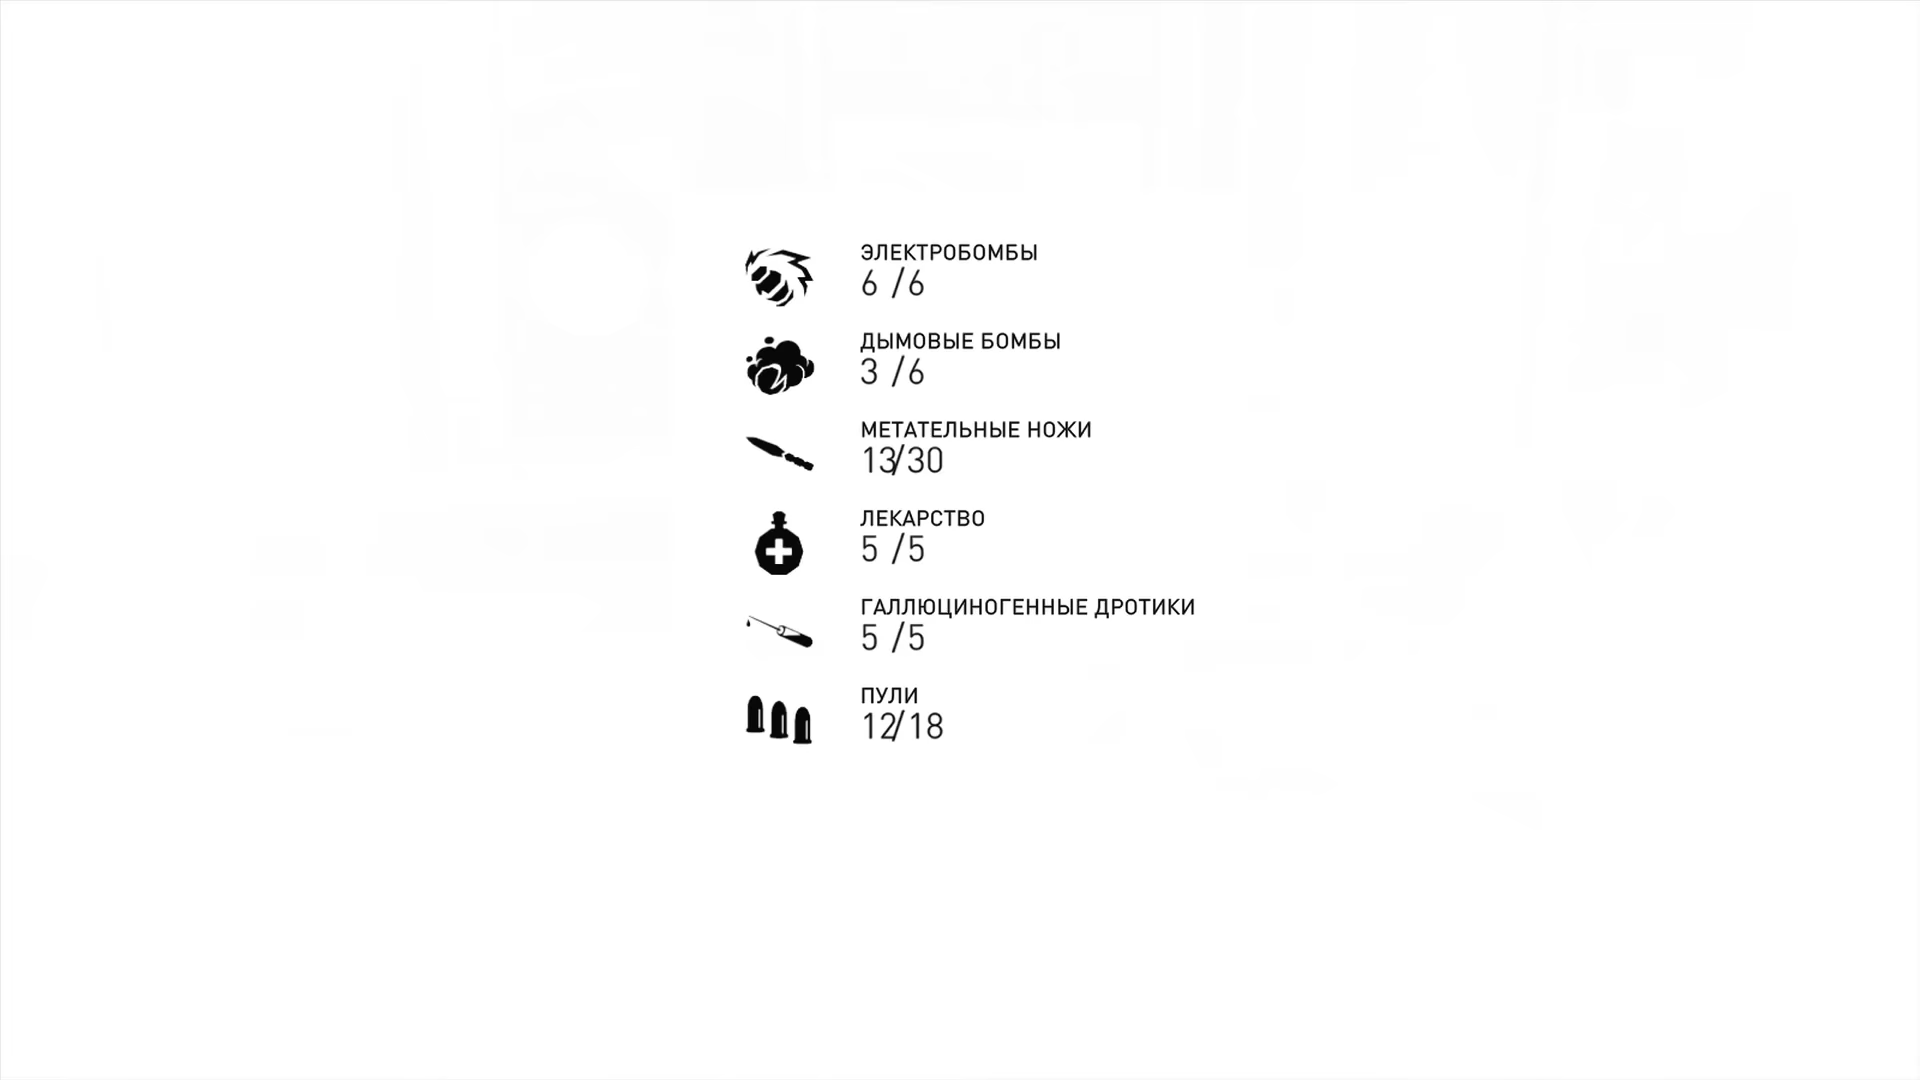 ЭЛЕКТРОБОМБЫ
6 /6
ДЫМОВЫЕ БОМБЫ
3 /6
МЕТАТЕЛЬНЫЕ НОЖИ
13/30
ЛЕКАРСТВО
5 /5
ГАЛЛЮЦИНОГЕННЫЕ ДРОТИКИ
5 /5
ПУЛИ
12/18